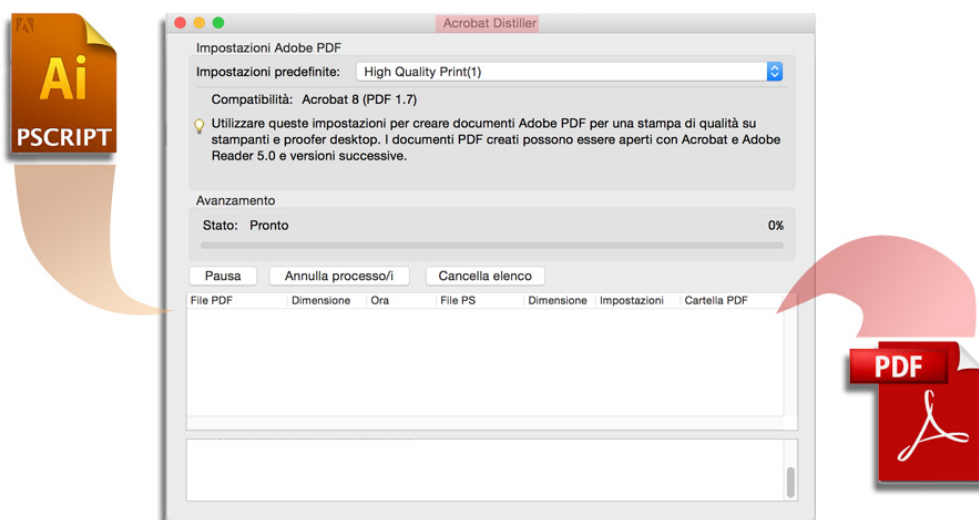 Acrobat Distiller
Ai
PSCRIPT
Impostazioni Adobe PDF
Impostazioni predefinite: High Quality Print(1)
Compatibilità: Acrobat 8 (PDF 1.7)
Utilizzare queste impostazioni per creare documenti Adobe PDF per una stampa di qualità su
stampanti e proofer desktop. I documenti PDF creati possono essere aperti con Acrobat e Adobe
Reader 5.0 e versioni successive.
Avanzamento
Stato: Pronto 0%
Pausa Annulla processo/i Cancella elenco
File PDF Dimensione Ora File PS Dimensione Impostazioni Cartella PDF
PDF